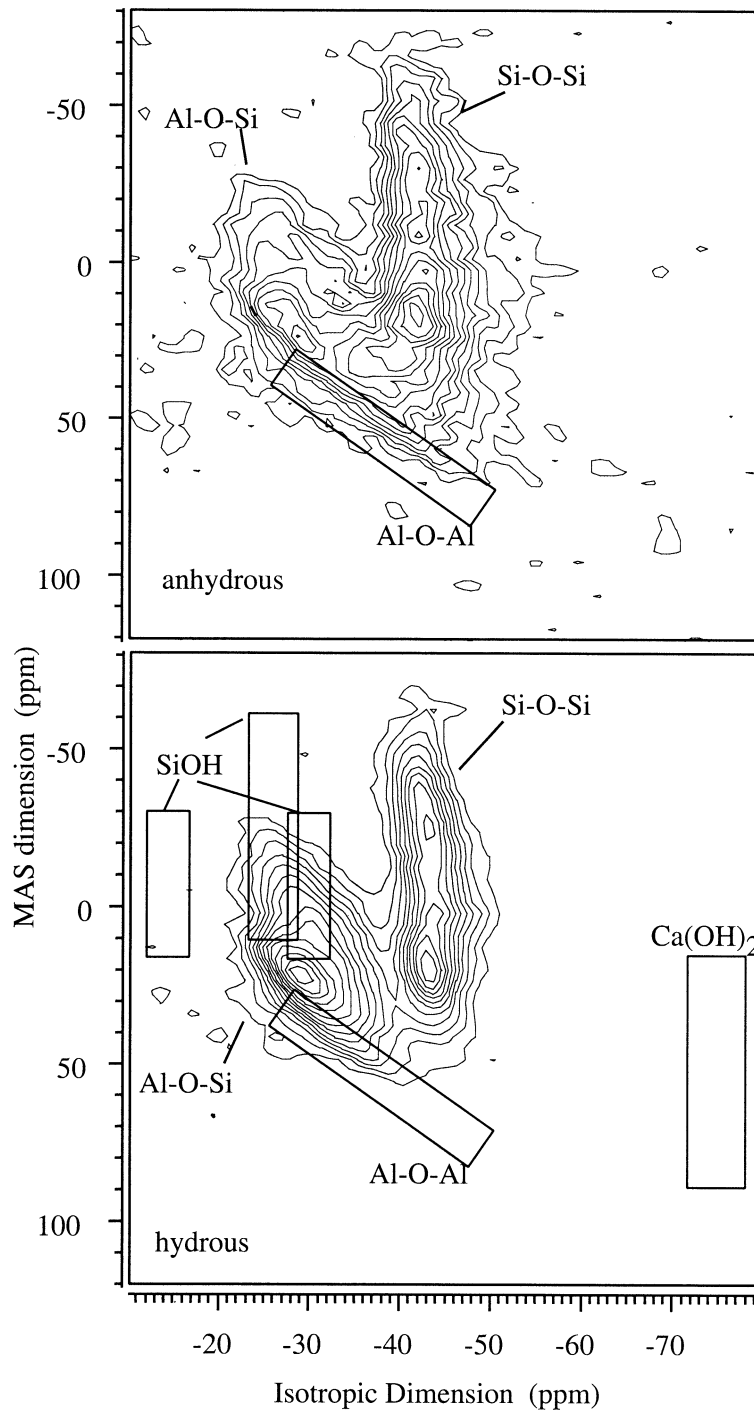 Si-O-Si
-50
Al-O-Si
0
50
Al-O-Al
100
anhydrous
MAS dimension (ppm)
Si-O-Si
-50
SiOH
0
Ca(OH)2
50
Al-O-Si
Al-O-Al
100
hydrous
-20 -30 -40 -50 -60 -70
Isotropic Dimension (ppm)